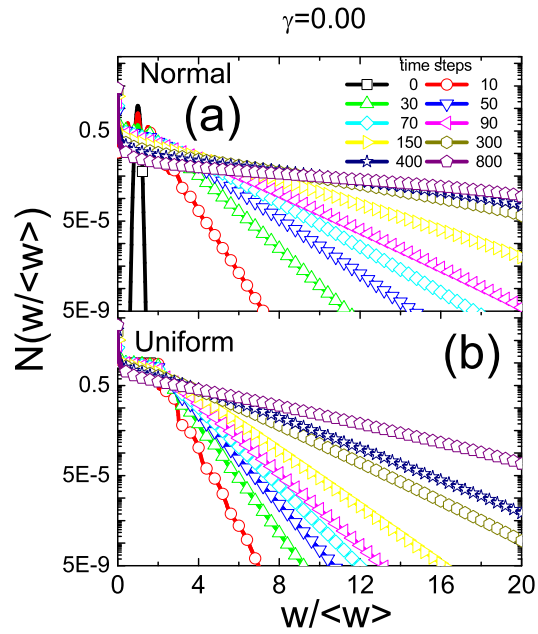 γ=0.00
Normal
(a)
time steps
0 10
30 50
70 90
150 300
400 800
0.5
5E-5
5E-9
N(w/<w>)
Uniform
(b)
0.5
5E-5
5E-9
0 4 8 12 16 20
w/<w>